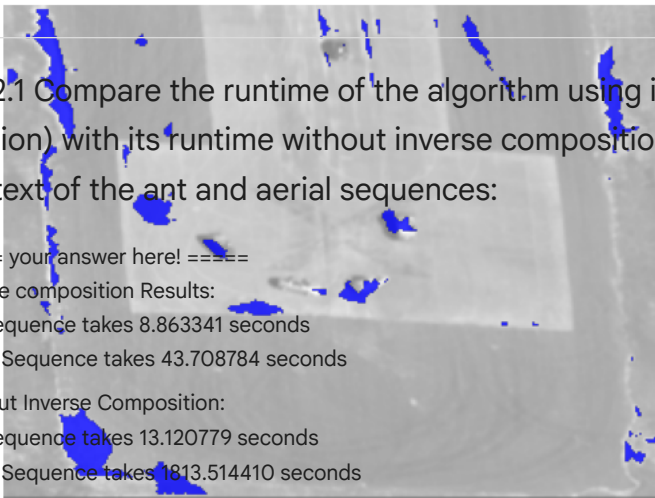 2.1 Compare the runtime of the algorithm using i
ion) with its runtime without inverse compositio
text of the ant and aerial sequences:
= your answer here! =====
e composition Results:
equence takes 8.863341 seconds
Sequence takes 43.708784 seconds
ut Inverse Composition:
equence takes 13.120779 seconds
Sequence takes 1813.514410 seconds